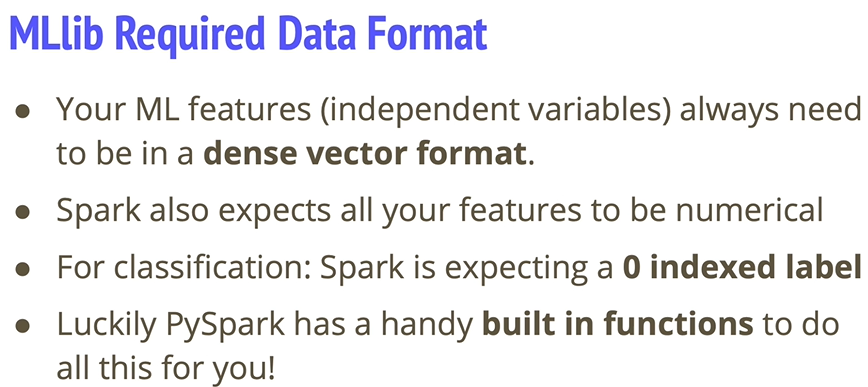 MLlib Required Data Format
● Your ML features (independent variables) always need
to be in a dense vector format.
● Spark also expects all your features to be numerical
● For classification: Spark is expecting a 0 indexed label
● Luckily PySpark has a handy built in functions to do
all this for you!